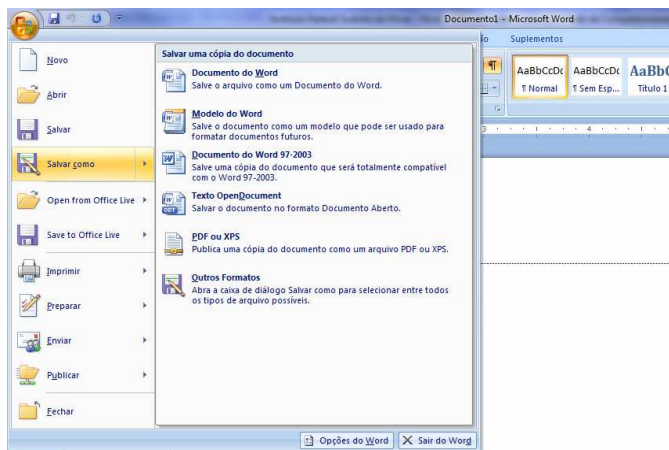 Documento1 - Microsoft Word
Suplementos
Novo
Abrir
Salvar
Salvar como
Open from Office Live
Save to Office Live
Imprimir
Preparar
Enviar
Publicar
Fechar
Salvar uma cópia do documento
Documento do Word
Salve o arquivo como um Documento do Word.
Modelo do Word
Salve o documento como um modelo que pode ser usado para
formatar documentos futuros.
Documento do Word 97-2003
Salve uma cópia do documento que será totalmente compatível
com o Word 97-2003.
Texto OpenDocument
Salvar o documento no formato Documento Aberto.
PDF ou XPS
Publica uma cópia do documento como um arquivo PDF ou XPS.
Outros Formatos
Abra a caixa de diálogo Salvar como para selecionar entre todos
os tipos de arquivo possíveis.
Opções do Word
Sair do Word
AaBbCcDc AaBbCcDc AaBbC
¶ Normal ¶ Sem Esp... Título 1
3 4